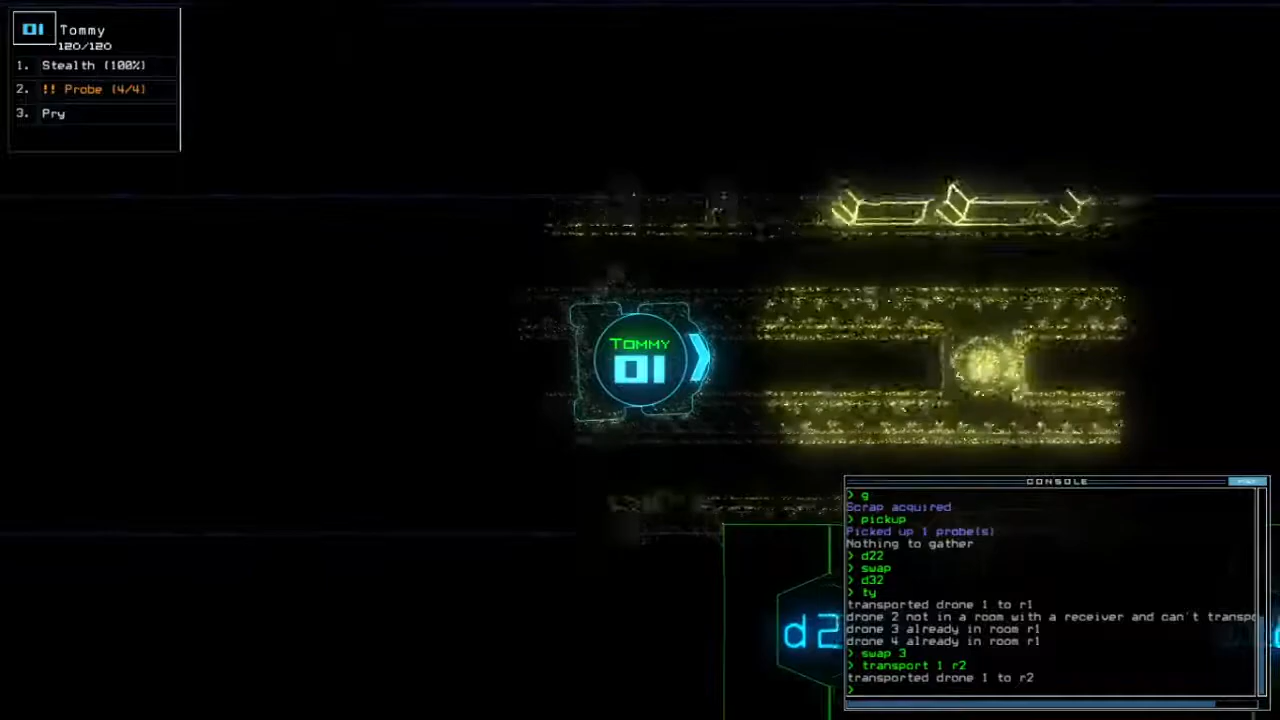 01 Tommy
120/120
1. Stealth (100%)
2. !! Probe (4/4)
3. Pry
Tommy
01
CONSOLE
> g
Scrap acquired
> pickup
Picked up 1 probe(s)
Nothing to gather
> d22
> swap
> d32
> ty
transported drone 1 to r1
drone 2 not in a room with a receiver and can't transpo
drone 3 already in room r1
drone 4 already in room r1
> swap 3
> transport 1 r2
transported drone 1 to r2
>
d2